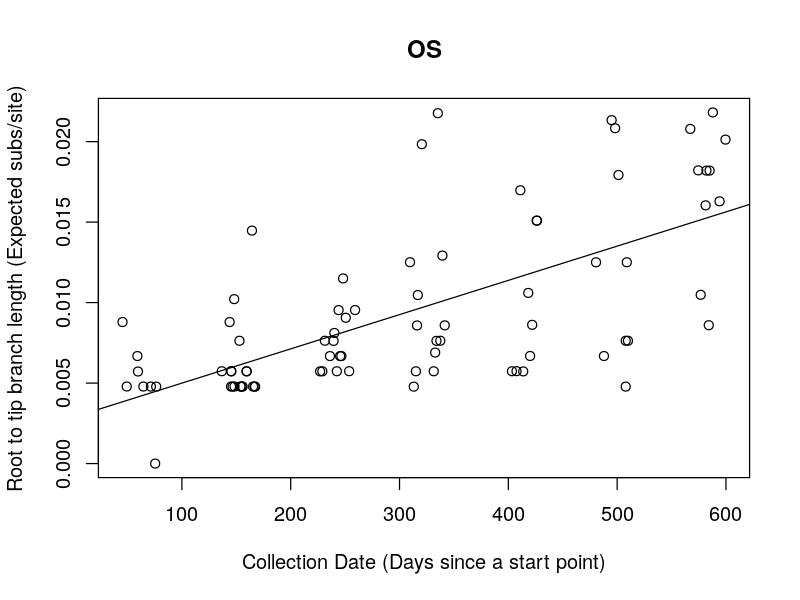 OS
Root to tip branch length (Expected subs/site)
0.020
0.015
0.010
0.005
0.000
100 200 300 400 500 600
Collection Date (Days since a start point)